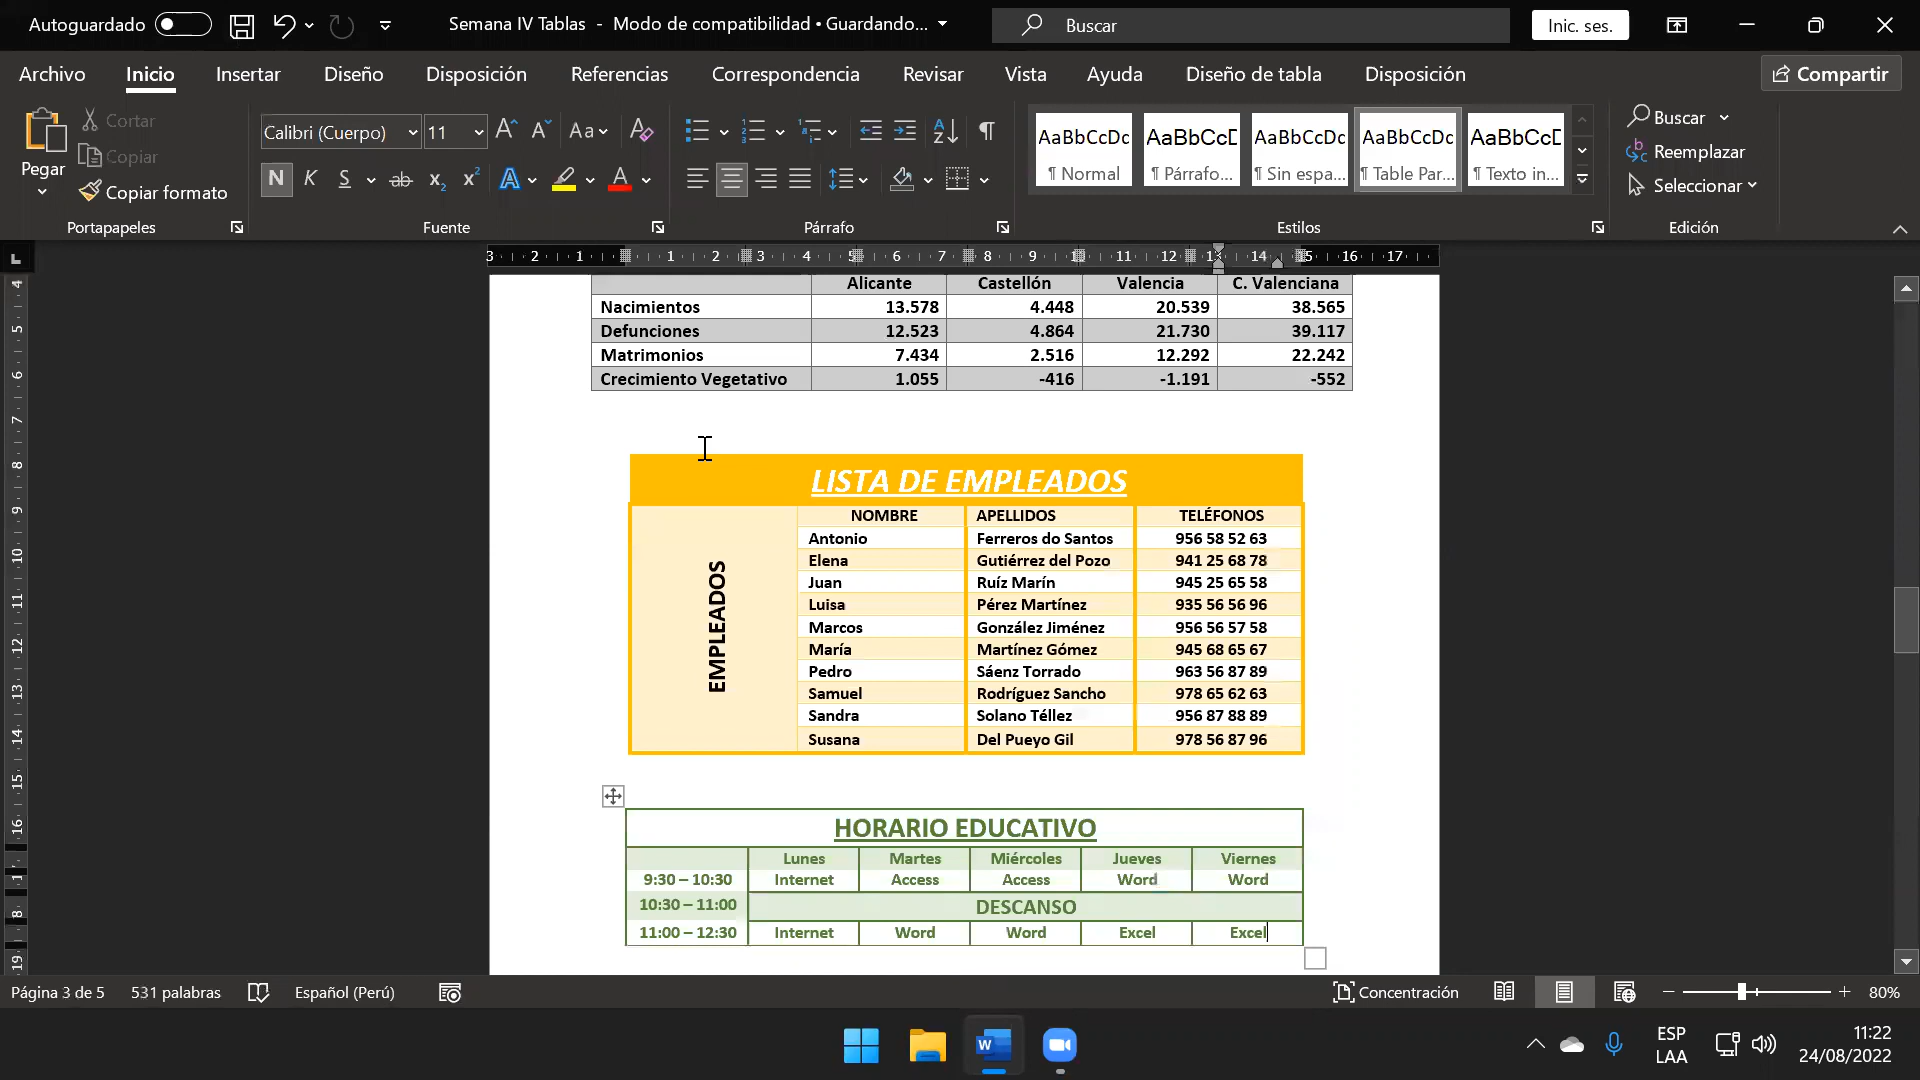 Autoguardado
Semana IV Tablas - Modo de compatibilidad • Guardando...
Buscar
Inic. ses.
Archivo Inicio Insertar Diseño Disposición Referencias Correspondencia Revisar Vista Ayuda Diseño de tabla Disposición
Compartir
Pegar
Cortar
Copiar
Copiar formato
Portapapeles
Calibri (Cuerpo) 11
Fuente
Párrafo
AaBbCcDc AaBbCcD AaBbCcDc AaBbCcDc AaBbCcD
¶ Normal ¶ Párrafo... ¶ Sin espa... ¶ Table Par... ¶ Texto in...
Estilos
Buscar
Reemplazar
Seleccionar
Edición
Alicante Castellón Valencia C. Valenciana
Nacimientos 13.578 4.448 20.539 38.565
Defunciones 12.523 4.864 21.730 39.117
Matrimonios 7.434 2.516 12.292 22.242
Crecimiento Vegetativo 1.055 -416 -1.191 -552
LISTA DE EMPLEADOS
EMPLEADOS
NOMBRE APELLIDOS TELÉFONOS
Antonio Ferreros do Santos 956 58 52 63
Elena Gutiérrez del Pozo 941 25 68 78
Juan Ruíz Marín 945 25 65 58
Luisa Pérez Martínez 935 56 56 96
Marcos González Jiménez 956 56 57 58
María Martínez Gómez 945 68 65 67
Pedro Sáenz Torrado 963 56 87 89
Samuel Rodríguez Sancho 978 65 62 63
Sandra Solano Téllez 956 87 88 89
Susana Del Pueyo Gil 978 56 87 96
HORARIO EDUCATIVO
Lunes Martes Miércoles Jueves Viernes
9:30 – 10:30 Internet Access Access Word Word
10:30 – 11:00 DESCANSO
11:00 – 12:30 Internet Word Word Excel Excel
Página 3 de 5 531 palabras Español (Perú) Concentración 80%
ESP
LAA
11:22
24/08/2022